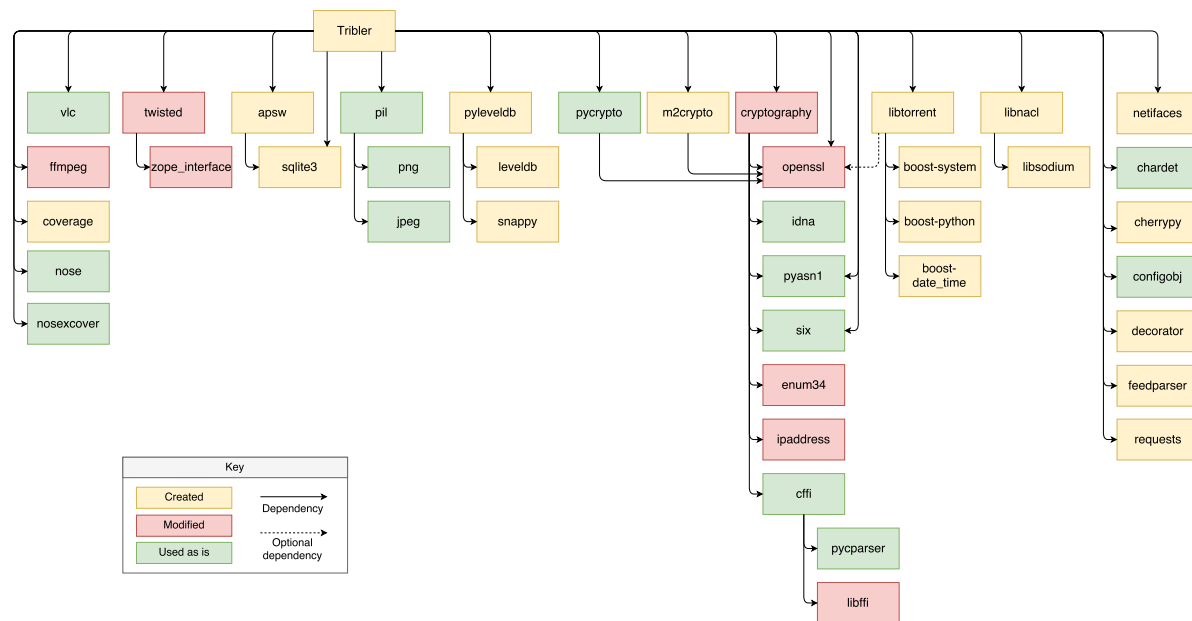 Tribler
vlc
twisted
apsw
pil
pyleveldb
pycrypto
m2crypto
cryptography
libtorrent
libnacl
netifaces
ffmpeg
zope_interface
sqlite3
png
leveldb
openssl
boost-system
libsodium
chardet
coverage
jpeg
snappy
idna
boost-python
cherrypy
nose
pyasn1
boost-
date_time
configobj
nosexcover
six
decorator
enum34
feedparser
ipaddress
requests
cffi
pycparser
libffi
Key
Created
Dependency
Modified
Optional
dependency
Used as is